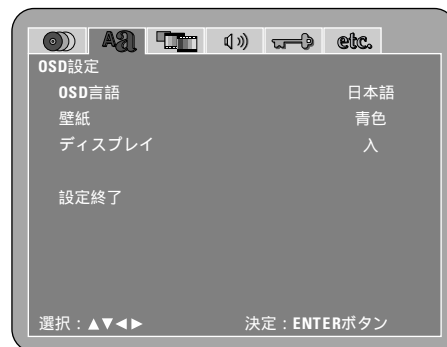 Aあ etc.
OSD設定
OSD言語 日本語
壁紙 青色
ディスプレイ 入
設定終了
選択：▲▼◀▶ 決定：ENTERボタン